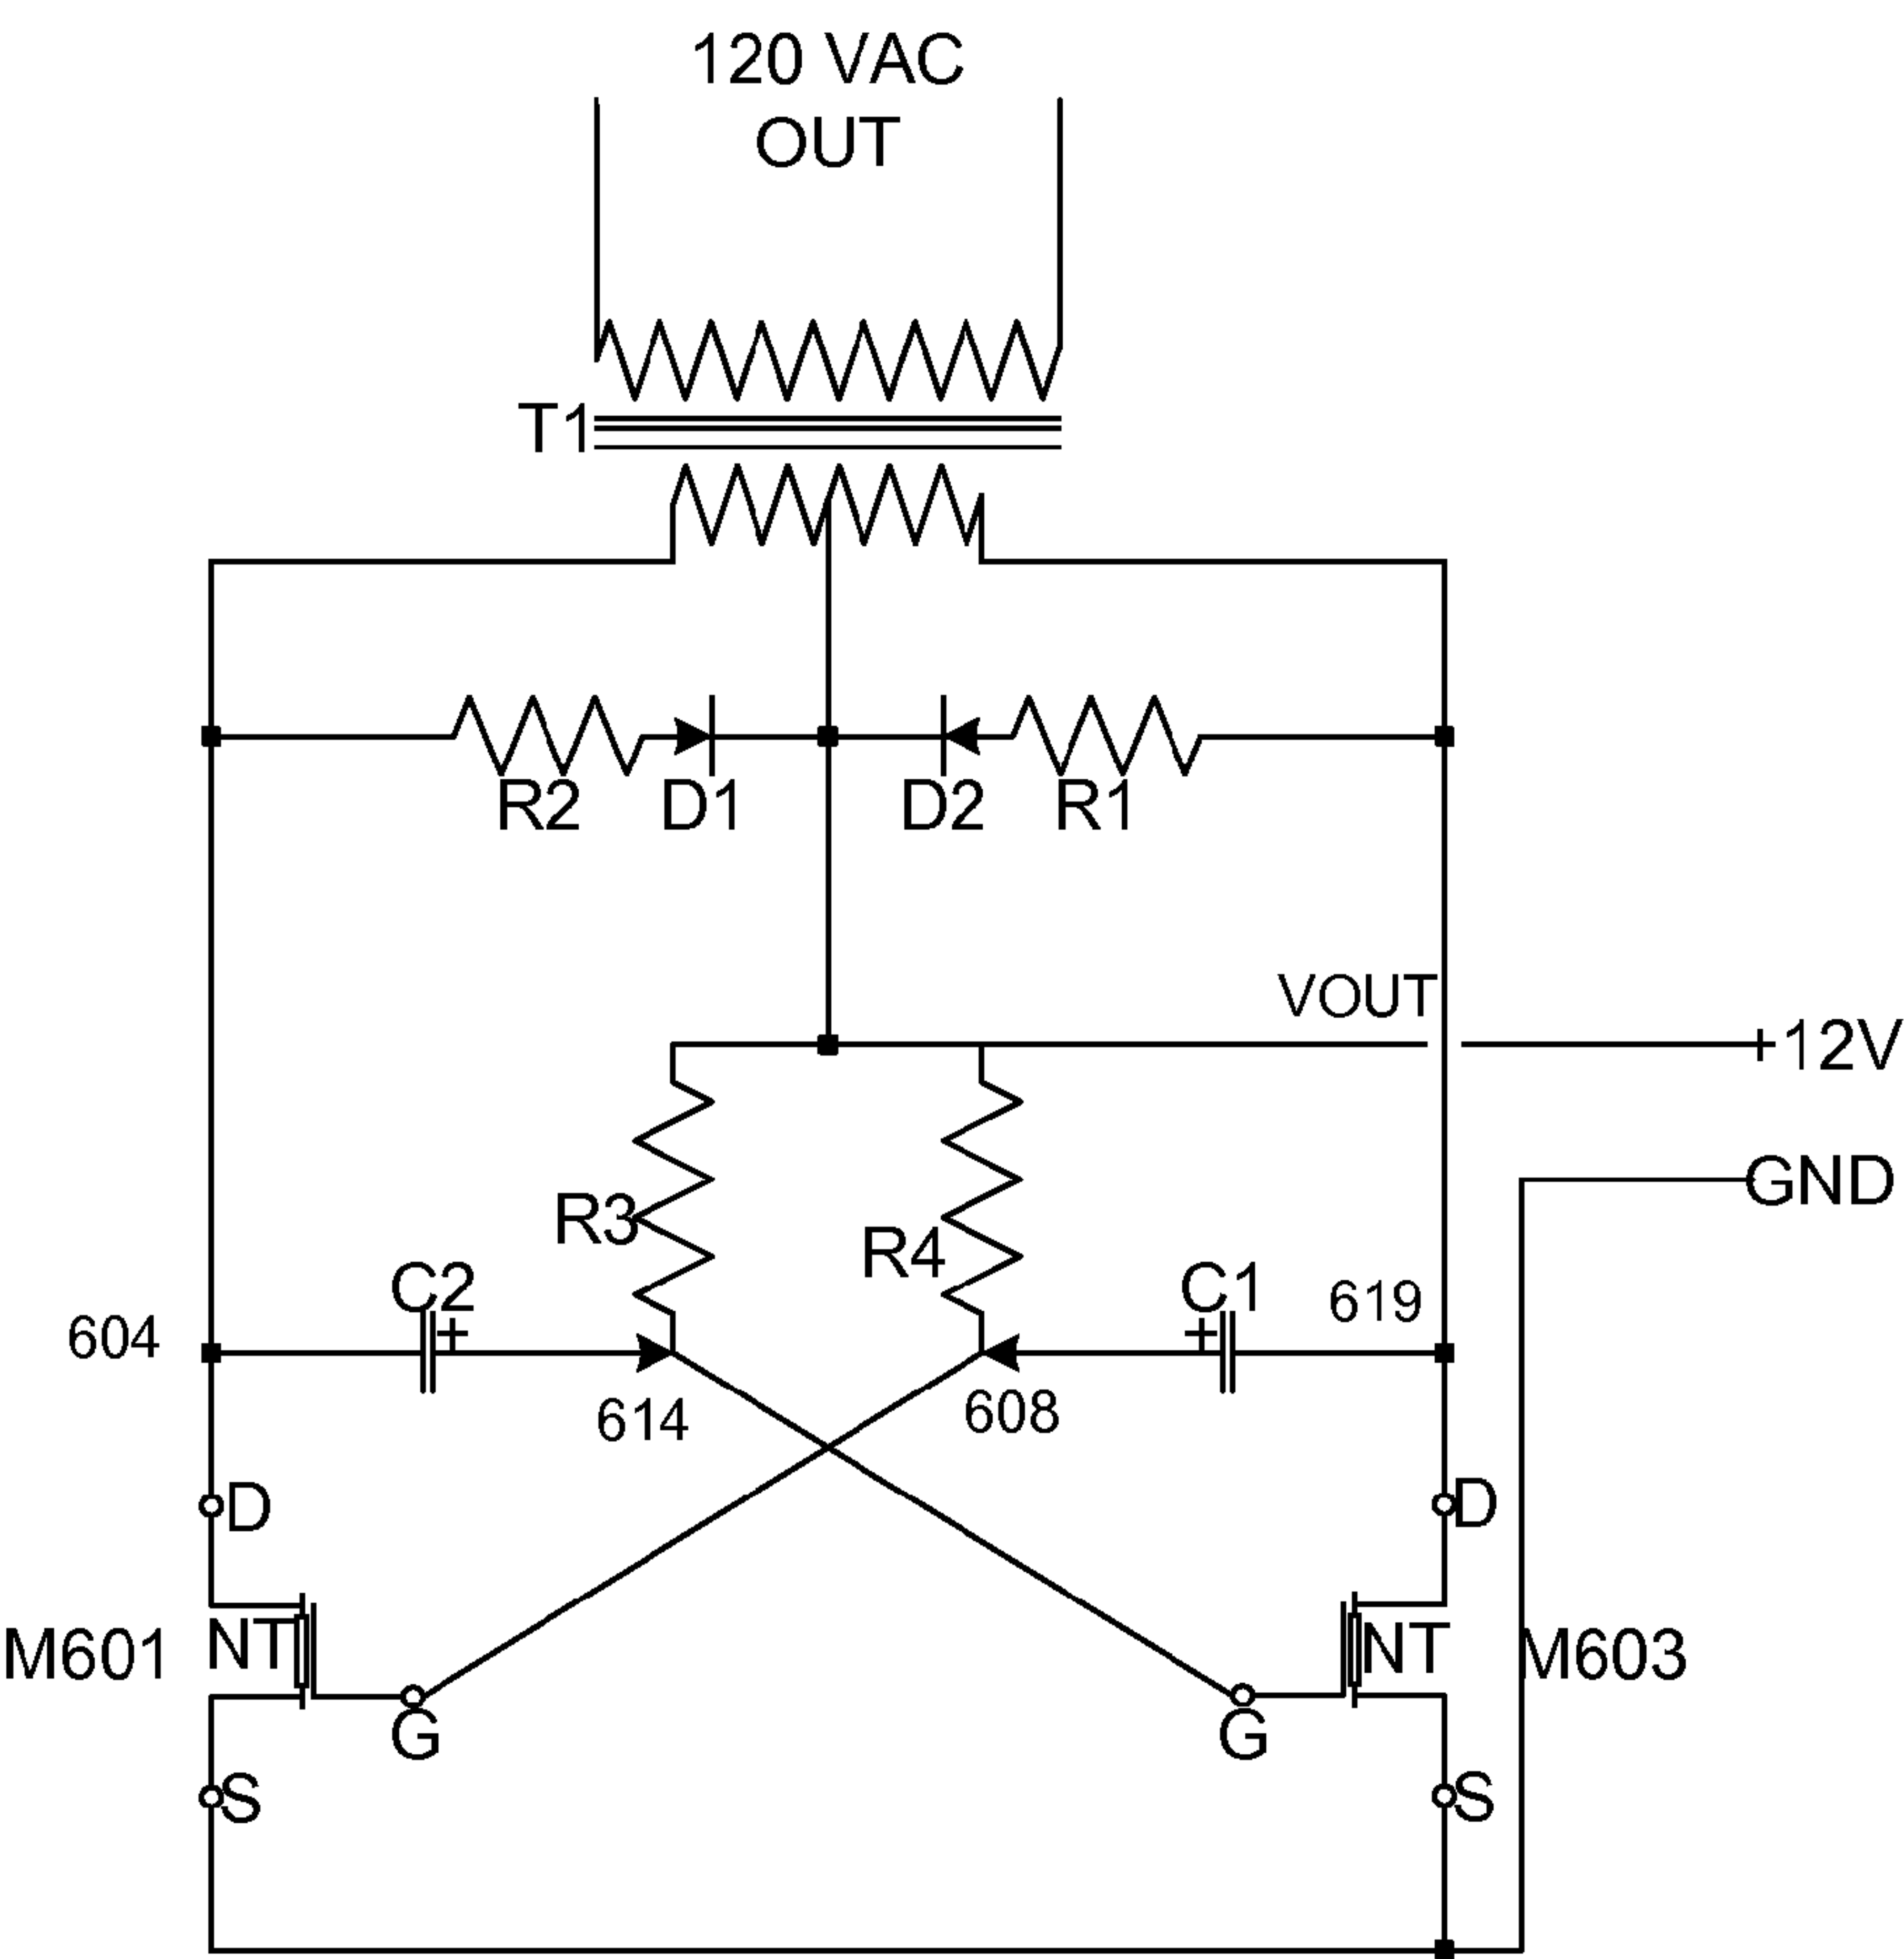 120 VAC
OUT
T1
R2
D1
D2
R1
VOUT
+12V
GND
R3
R4
C2
+
C1
+
604
619
614
608
D
D
M601
NT
NT
M603
G
G
S
S